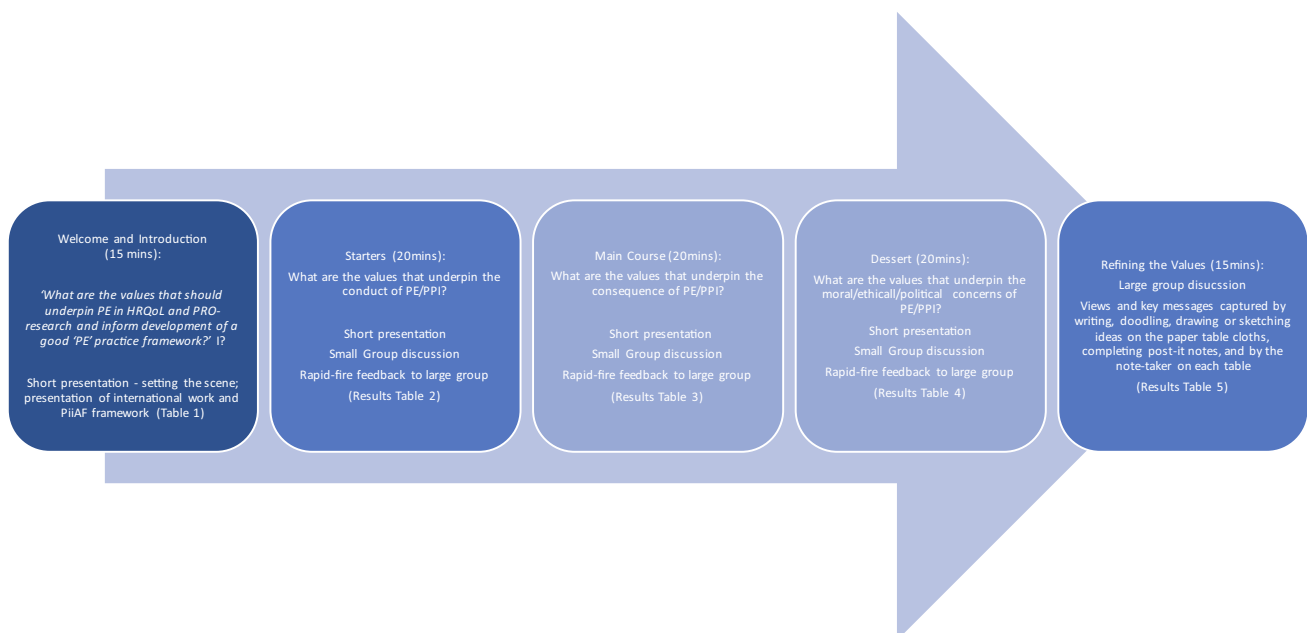 Welcome and Introduction
(15 mins):
'What are the values that should
underpin PE in HRQoL and PRO-
research and inform development of a
good 'PE' practice framework?' I?
Short presentation - setting the scene;
presentation of international work and
PiiAF framework (Table 1)
Starters (20mins):
What are the values that underpin the
conduct of PE/PPI?
Short presentation
Small Group discussion
Rapid-fire feedback to large group
(Results Table 2)
Main Course (20mins):
What are the values that underpin the
consequence of PE/PPI?
Short presentation
Small Group discussion
Rapid-fire feedback to large group
(Results Table 3)
Dessert (20mins):
What are the values that underpin the
moral/ethicall/political concerns of
PE/PPI?
Short presentation
Small Group discussion
Rapid-fire feedback to large group
(Results Table 4)
Refining the Values (15mins):
Large group disucssion
Views and key messages captured by
writing, doodling, drawing or sketching
ideas on the paper table cloths,
completing post-it notes, and by the
note-taker on each table
(Results Table 5)